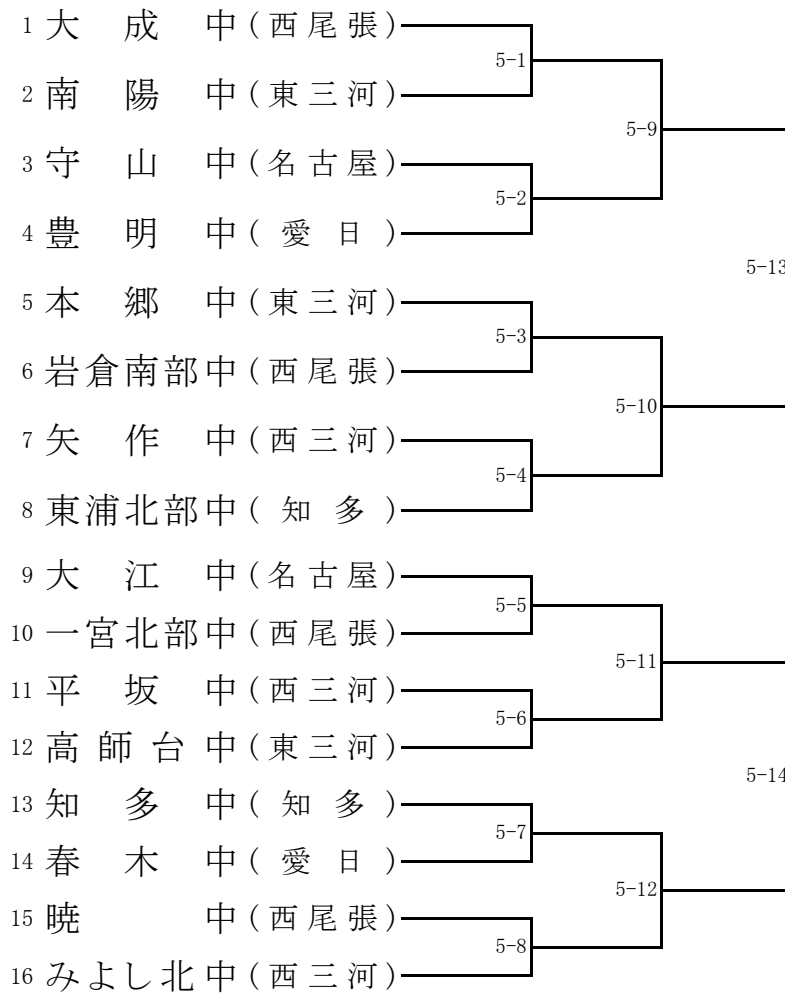 1 大成中(西尾張)
5-1
2 南陽中(東三河)
5-9
3 守山中(名古屋)
5-2
4 豊明中(愛日)
5-13
5 本郷中(東三河)
5-3
6 岩倉南部中(西尾張)
5-10
7 矢作中(西三河)
5-4
8 東浦北部中(知多)
9 大江中(名古屋)
5-5
10 一宮北部中(西尾張)
5-11
11 平坂中(西三河)
5-6
12 高師台中(東三河)
5-14
13 知多中(知多)
5-7
14 春木中(愛日)
5-12
15 暁中(西尾張)
5-8
16 みよし北中(西三河)